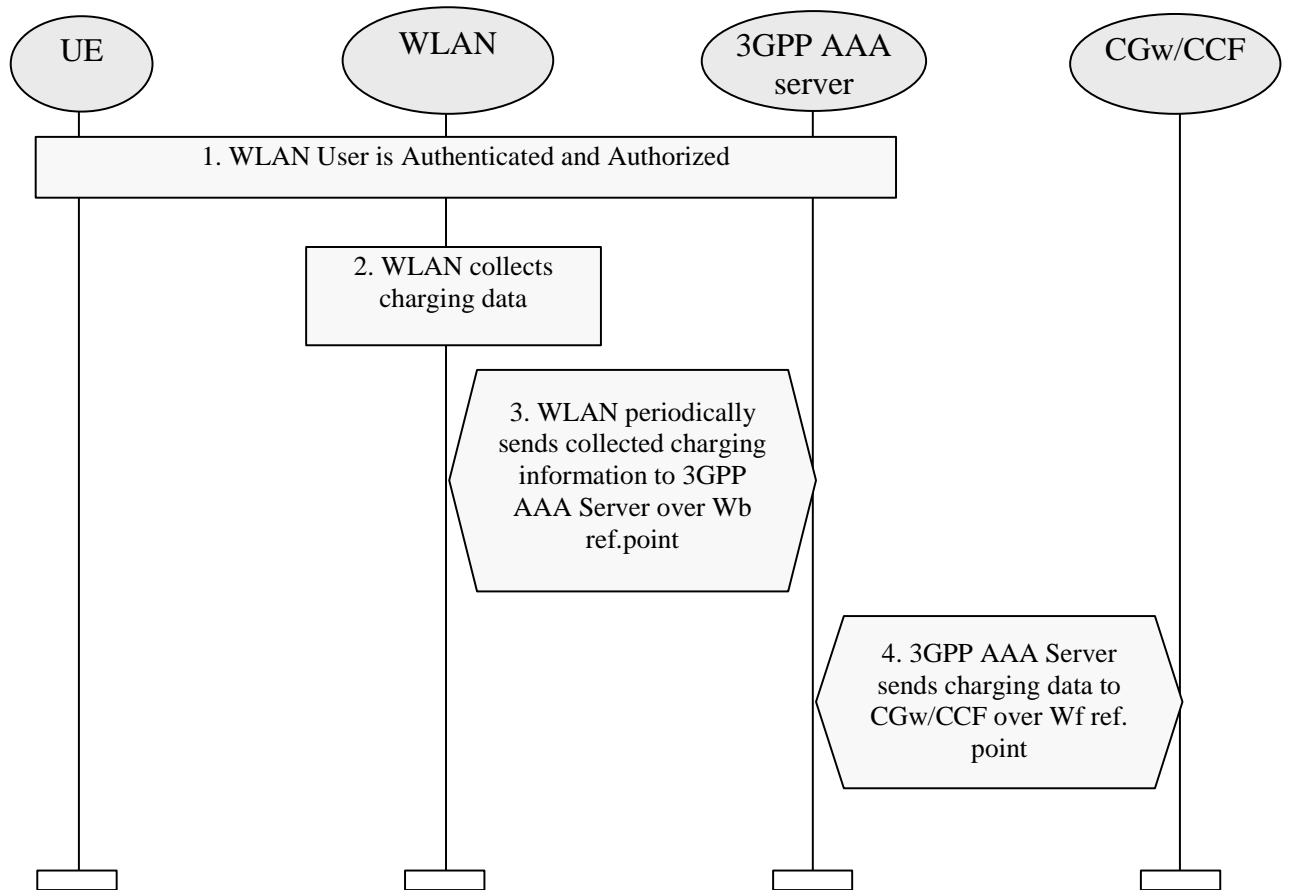 UE
WLAN
3GPP AAA
server
CGw/CCF
1. WLAN User is Authenticated and Authorized
2. WLAN collects
charging data
3. WLAN periodically
sends collected charging
information to 3GPP
AAA Server over Wb
ref.point
4. 3GPP AAA Server
sends charging data to
CGw/CCF over Wf ref.
point